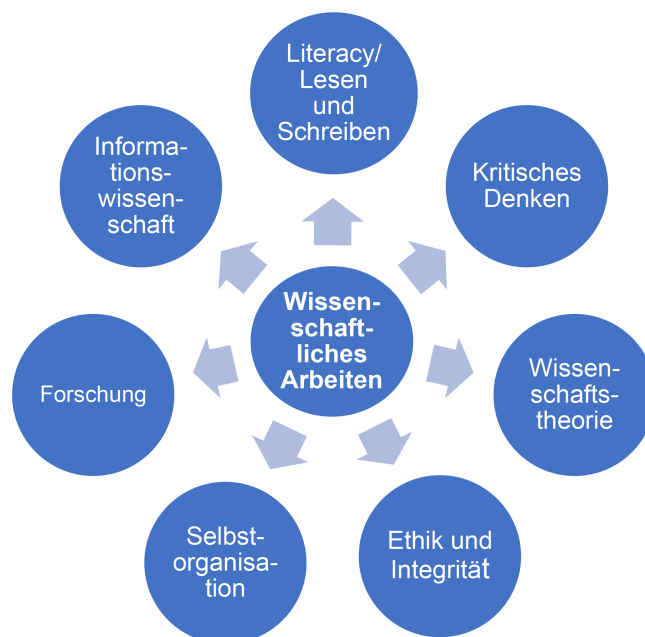 Literacy/
Lesen
und
Schreiben
Kritisches
Denken
Wissen-
schafts-
theorie
Ethik und
Integrität
Selbst-
organisa-
tion
Forschung
Informa-
tions-
wissen-
schaft
Wissen-
schaft-
liches
Arbeiten